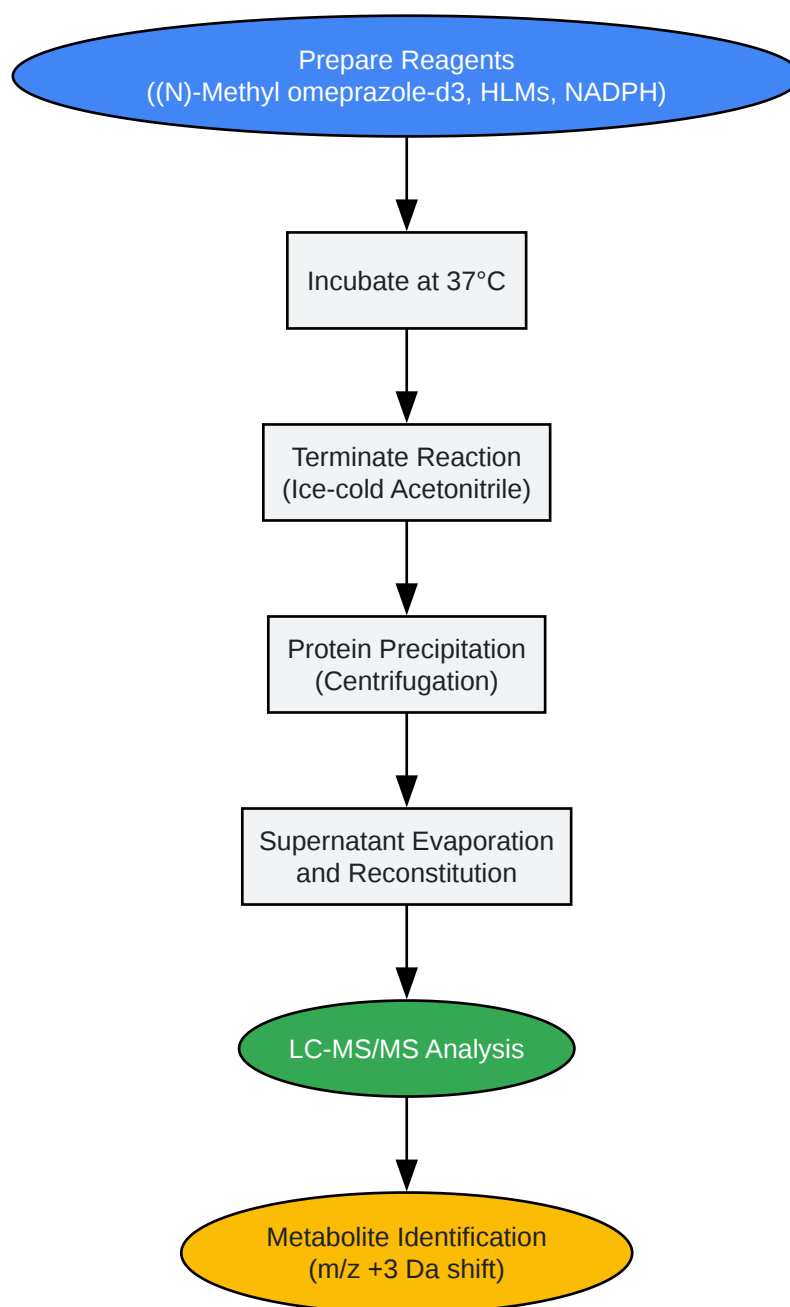 Prepare Reagents
((N)-Methyl omeprazole-d3, HLMs, NADPH)
Incubate at 37°C
Terminate Reaction
(Ice-cold Acetonitrile)
Protein Precipitation
(Centrifugation)
Supernatant Evaporation
and Reconstitution
LC-MS/MS Analysis
Metabolite Identification
(m/z +3 Da shift)